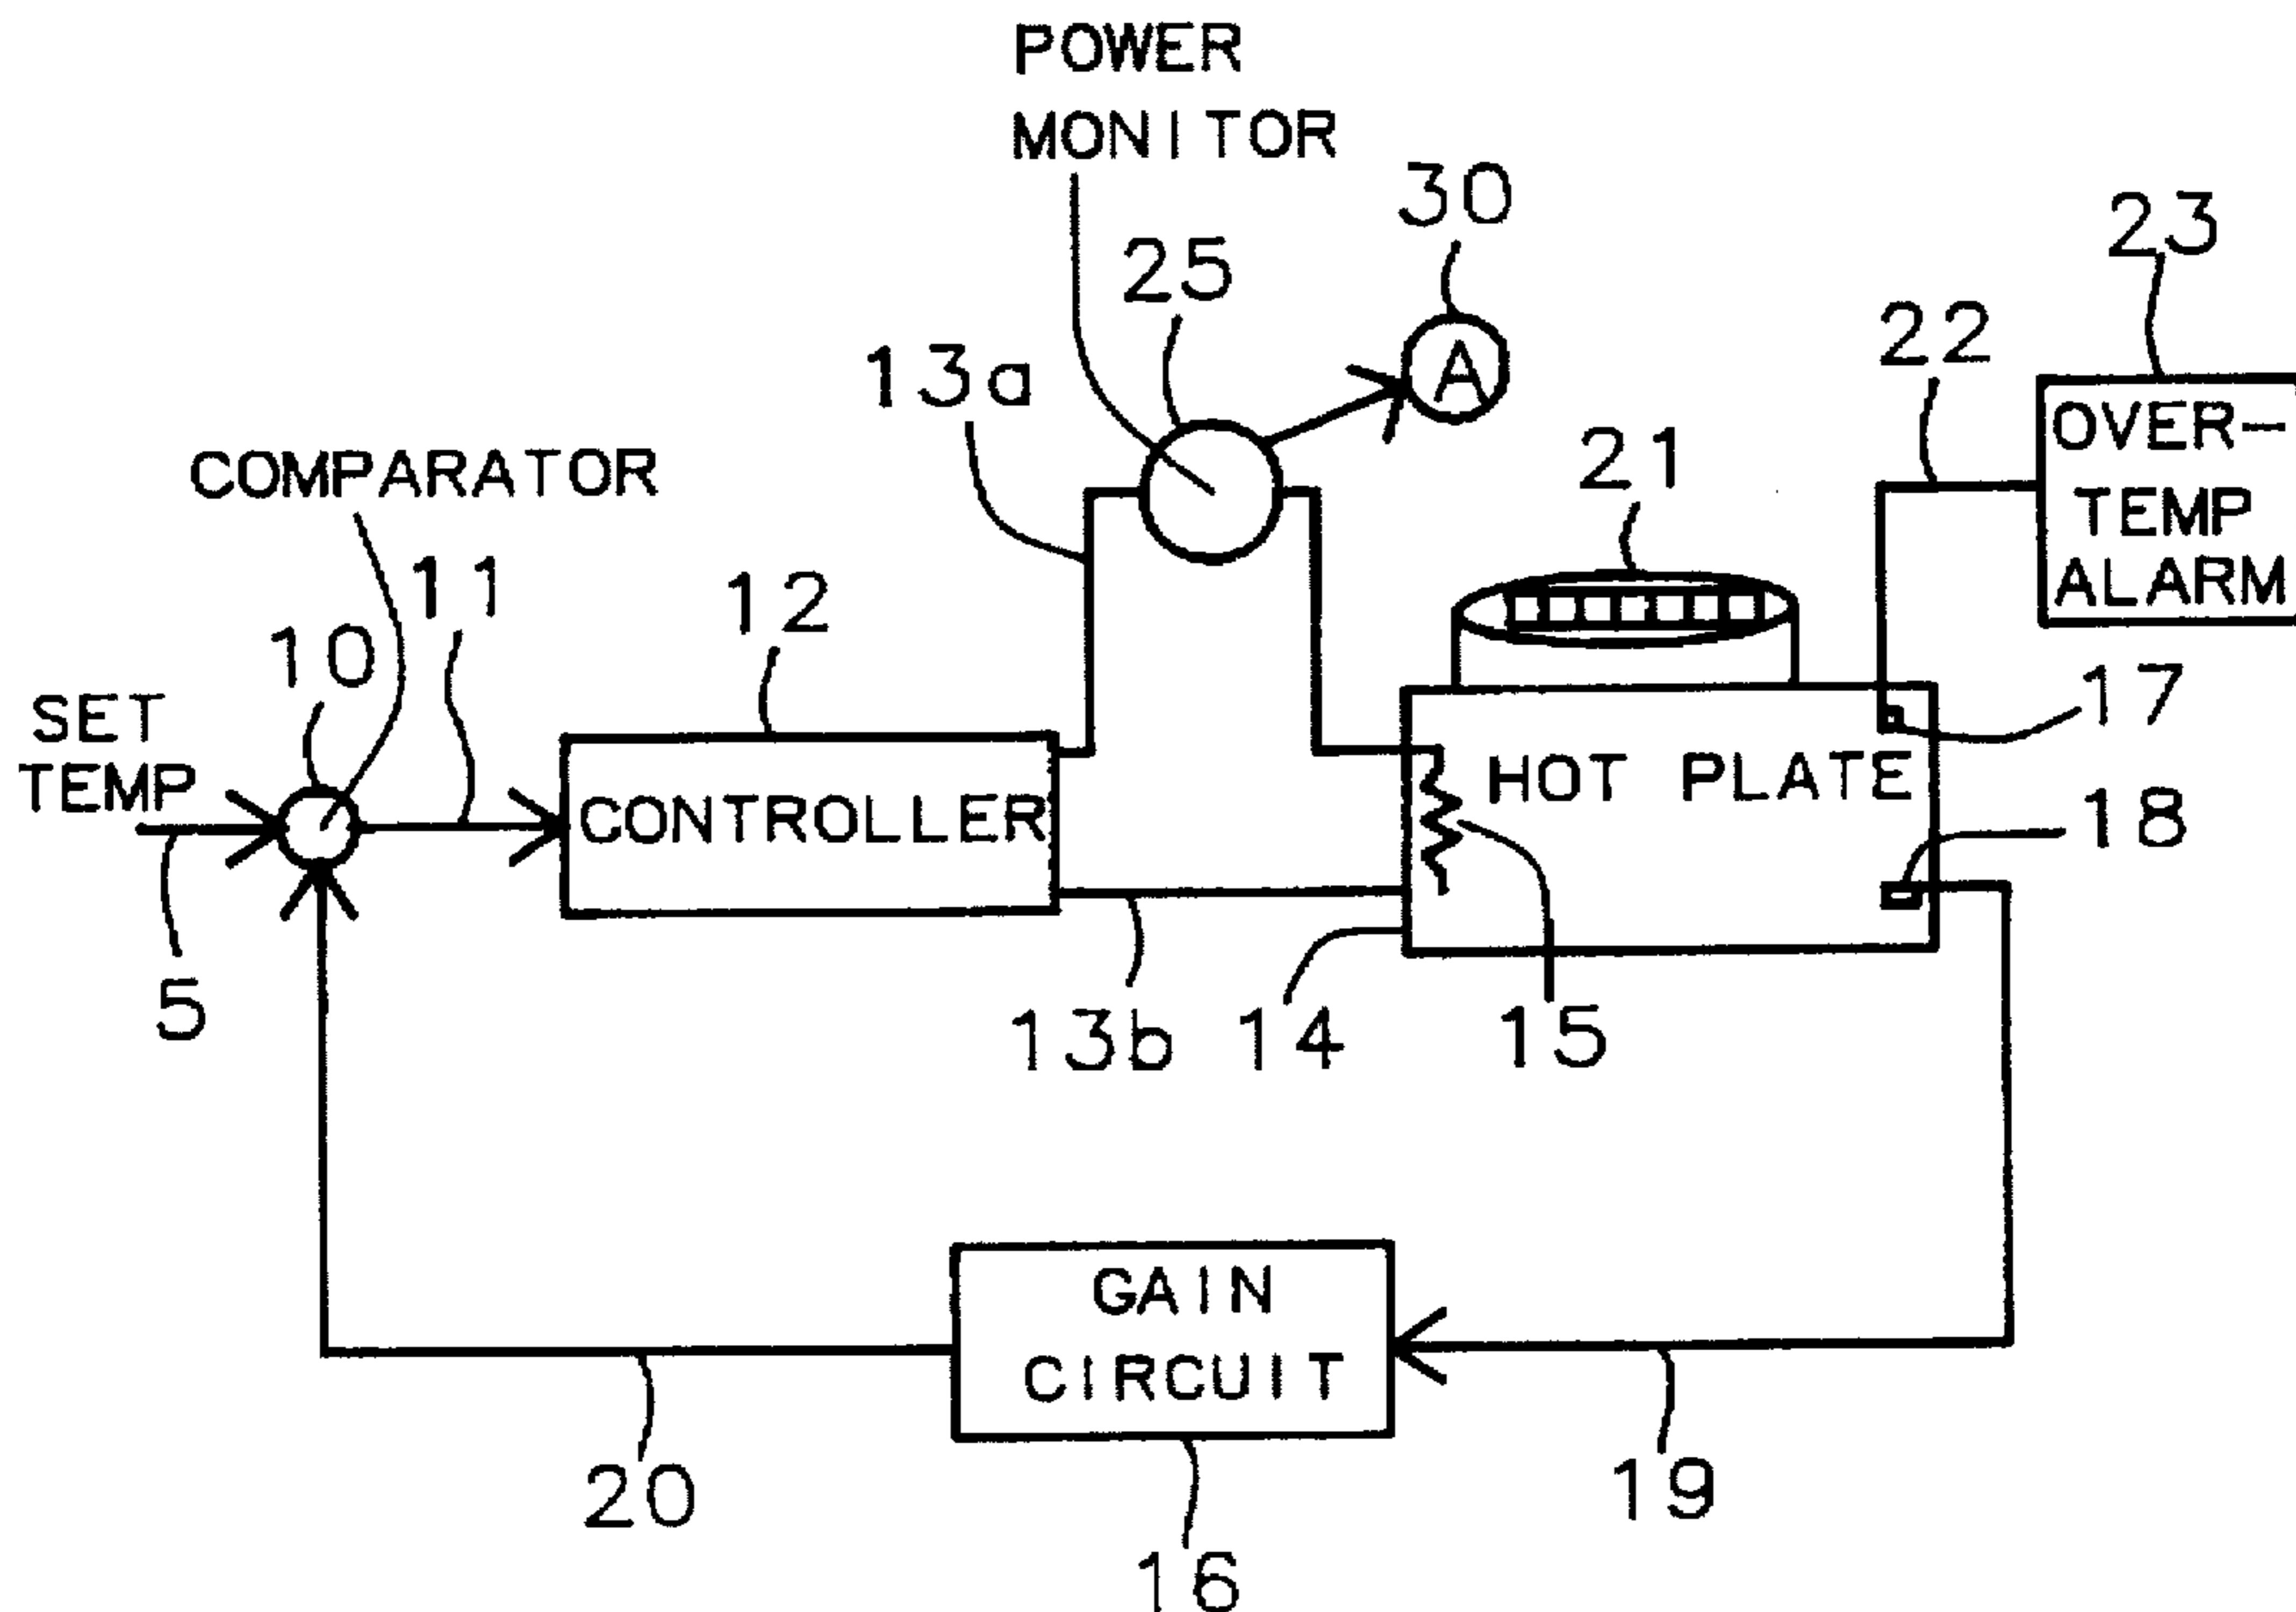 POWER
MONITOR
30
23
25
22
13a
A
OVER-
TEMP
ALARM
COMPARATOR
21
11
12
10
17
SET
TEMP
HOT PLATE
CONTROLLER
18
5
13b
14
15
GAIN
CIRCUIT
20
19
16